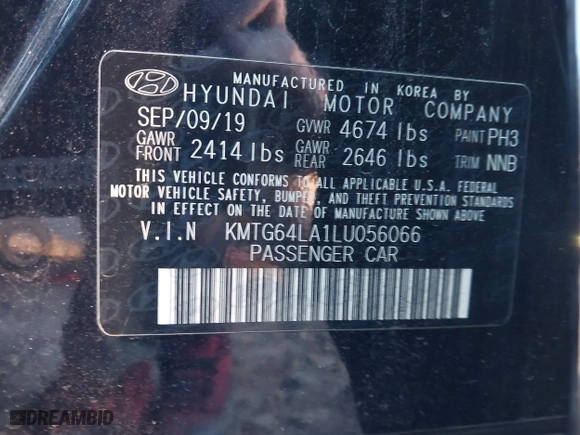 MANUFACTURED IN KOREA BY
HYUNDAI MOTOR COMPANY
SEP/09/19 GVWR 4674 lbs PAINT PH3
GAWR FRONT 2414 lbs GAWR REAR 2646 lbs TRIM NNB
THIS VEHICLE CONFORMS TO ALL APPLICABLE U.S.A. FEDERAL
MOTOR VEHICLE SAFETY, BUMPER, AND THEFT PREVENTION STANDARDS
IN EFFECT ON THE DATE OF MANUFACTURE SHOWN ABOVE
V.I.N KMTG64LA1LU056066
PASSENGER CAR
DREAMBID